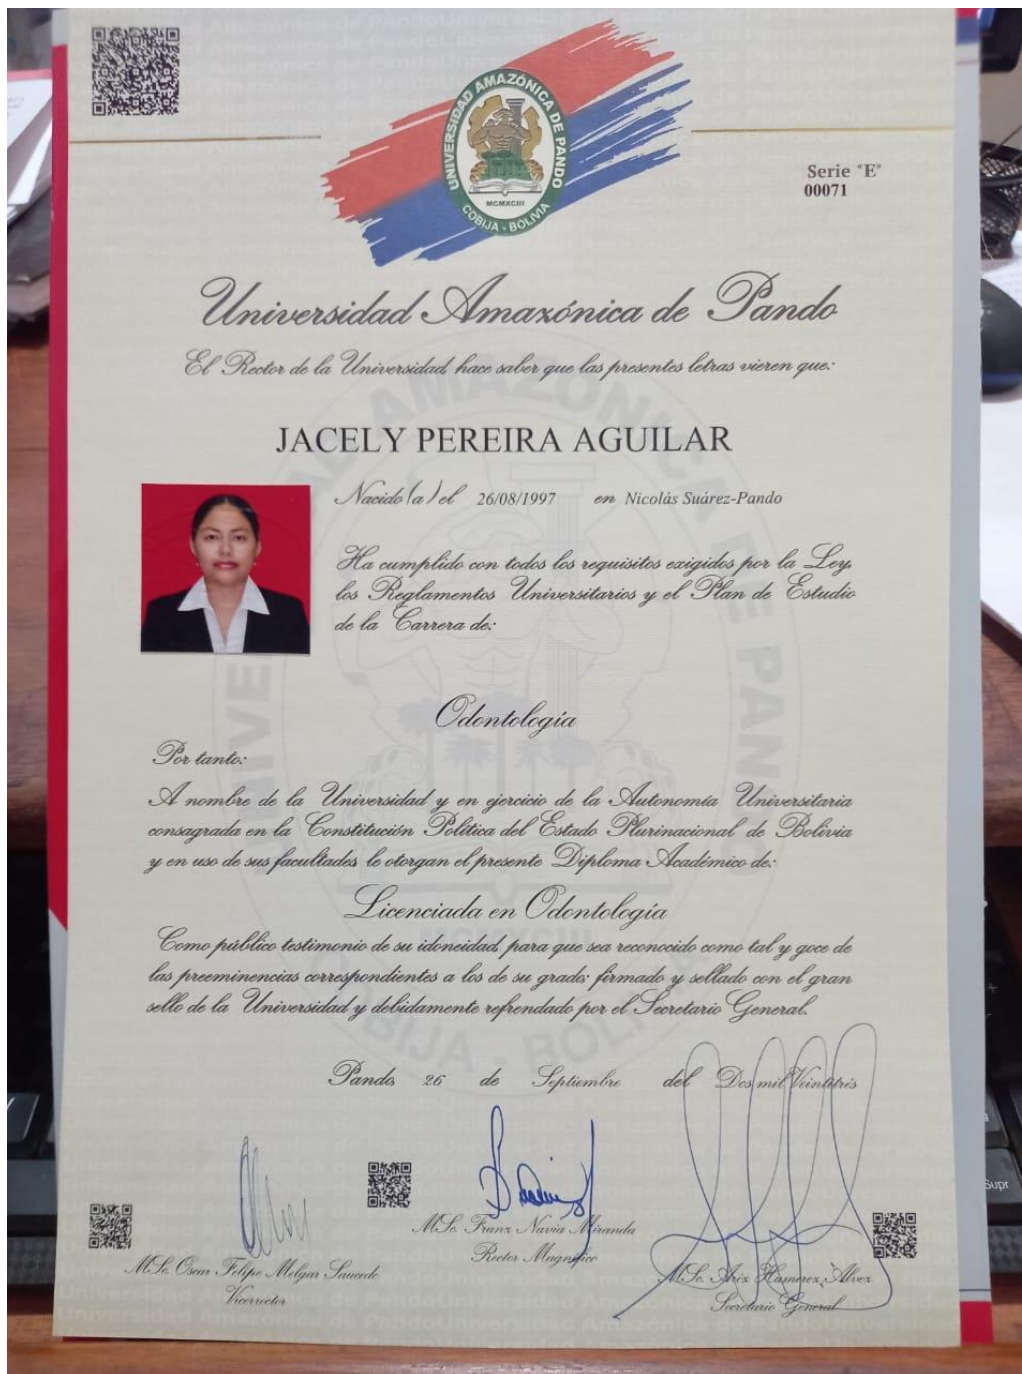 UNIVERSIDAD AMAZÓNICA DE PANDO
MCMXCIII
COBIJA - BOLIVIA
Serie "E"
00071
Universidad Amazónica de Pando
El Rector de la Universidad, hace saber que las presentes letras vieren que:
JACELY PEREIRA AGUILAR
Nacido(a) el 26/08/1997 en Nicolás Suárez-Pando
Ha cumplido con todos los requisitos exigidos por la Ley,
los Reglamentos Universitarios y el Plan de Estudio
de la Carrera de:
Odontología
Por tanto:
A nombre de la Universidad y en ejercicio de la Autonomía Universitaria
consagrada en la Constitución Política del Estado Plurinacional de Bolivia
y en uso de sus facultades le otorgan el presente Diploma Académico de:
Licenciada en Odontología
Como público testimonio de su idoneidad, para que sea reconocido como tal y goce de
las preeminencias correspondientes a los de su grado; firmado y sellado con el gran
sello de la Universidad y debidamente refrendado por el Secretario General.
Pando, 26 de Septiembre del Dos mil Veintitrés
MSc. Franz Navia Miranda
Rector Magnífico
MSc. Oscar Felipe Melgar Saucedo
Vicerrector
MSc. Ariz Humerez Alvez
Secretario General
Supr